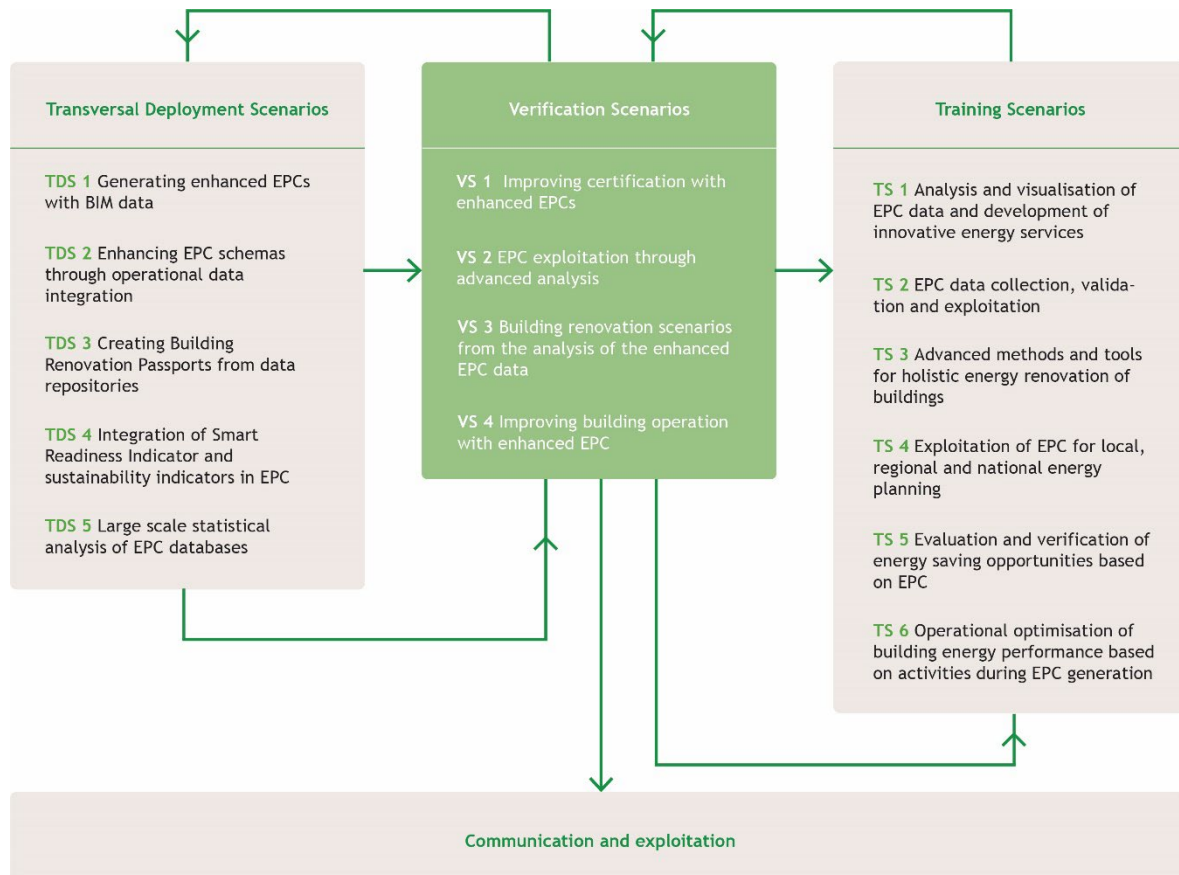 Transversal Deployment Scenarios
TDS 1 Generating enhanced EPCs
with BIM data
TDS 2 Enhancing EPC schemas
through operational data
integration
TDS 3 Creating Building
Renovation Passports from data
repositories
TDS 4 Integration of Smart
Readiness Indicator and
sustainability indicators in EPC
TDS 5 Large scale statistical
analysis of EPC databases
Verification Scenarios
VS 1 Improving certification with
enhanced EPCs
VS 2 EPC exploitation through
advanced analysis
VS 3 Building renovation scenarios
from the analysis of the enhanced
EPC data
VS 4 Improving building operation
with enhanced EPC
Training Scenarios
TS 1 Analysis and visualisation of
EPC data and development of
innovative energy services
TS 2 EPC data collection, valida-
tion and exploitation
TS 3 Advanced methods and tools
for holistic energy renovation of
buildings
TS 4 Exploitation of EPC for local,
regional and national energy
planning
TS 5 Evaluation and verification of
energy saving opportunities based
on EPC
TS 6 Operational optimisation of
building energy performance based
on activities during EPC generation
Communication and exploitation